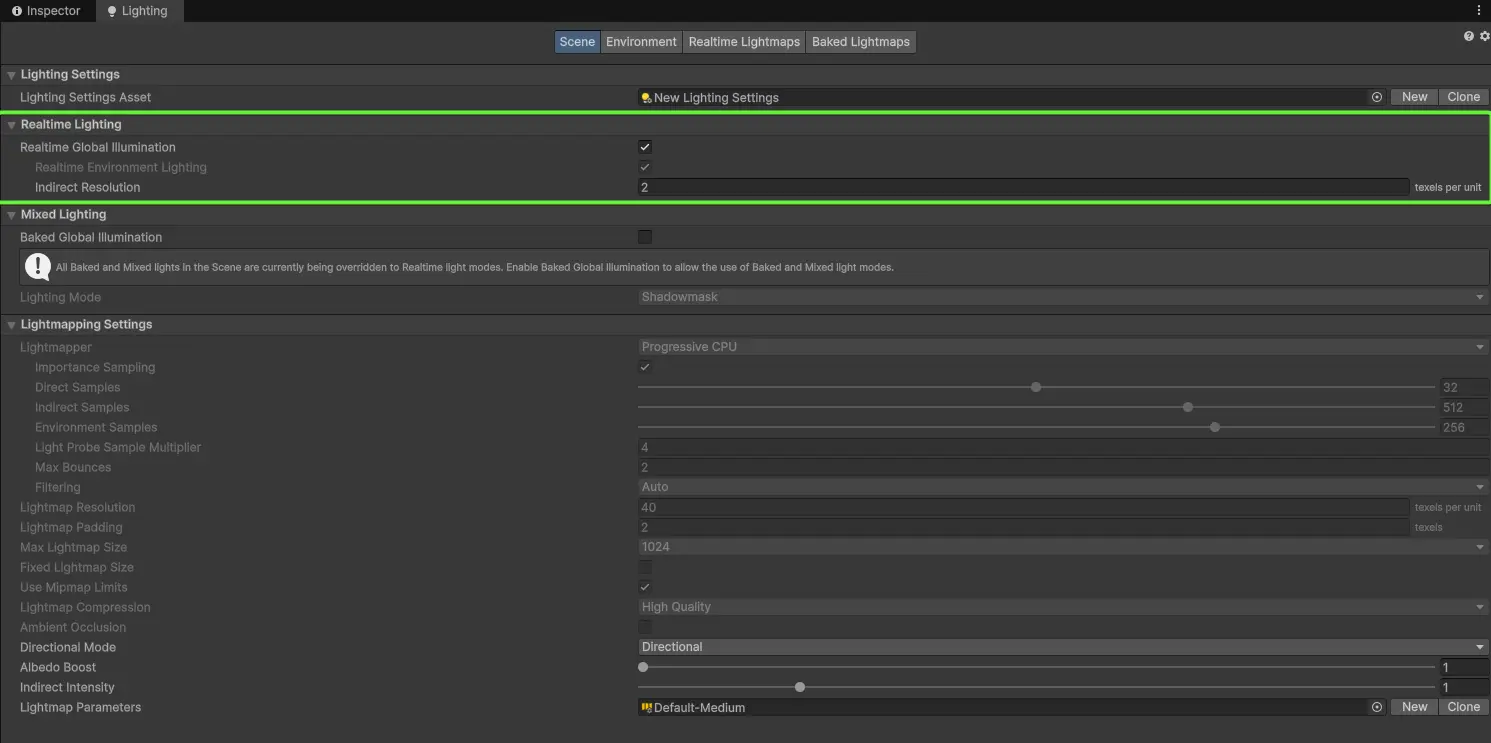 Inspector Lighting
Scene Environment Realtime Lightmaps Baked Lightmaps
Lighting Settings
Lighting Settings Asset New Lighting Settings New Clone
Realtime Lighting
Realtime Global Illumination
Realtime Environment Lighting
Indirect Resolution 2 texels per unit
Mixed Lighting
Baked Global Illumination
All Baked and Mixed lights in the Scene are currently being overridden to Realtime light modes. Enable Baked Global Illumination to allow the use of Baked and Mixed light modes.
Lighting Mode Shadowmask
Lightmapping Settings
Lightmapper Progressive CPU
Importance Sampling
Direct Samples 32
Indirect Samples 512
Environment Samples 256
Light Probe Sample Multiplier 4
Max Bounces 2
Filtering Auto
Lightmap Resolution 40 texels per unit
Lightmap Padding 2 texels
Max Lightmap Size 1024
Fixed Lightmap Size
Use Mipmap Limits
Lightmap Compression High Quality
Ambient Occlusion
Directional Mode Directional
Albedo Boost 1
Indirect Intensity 1
Lightmap Parameters Default-Medium New Clone